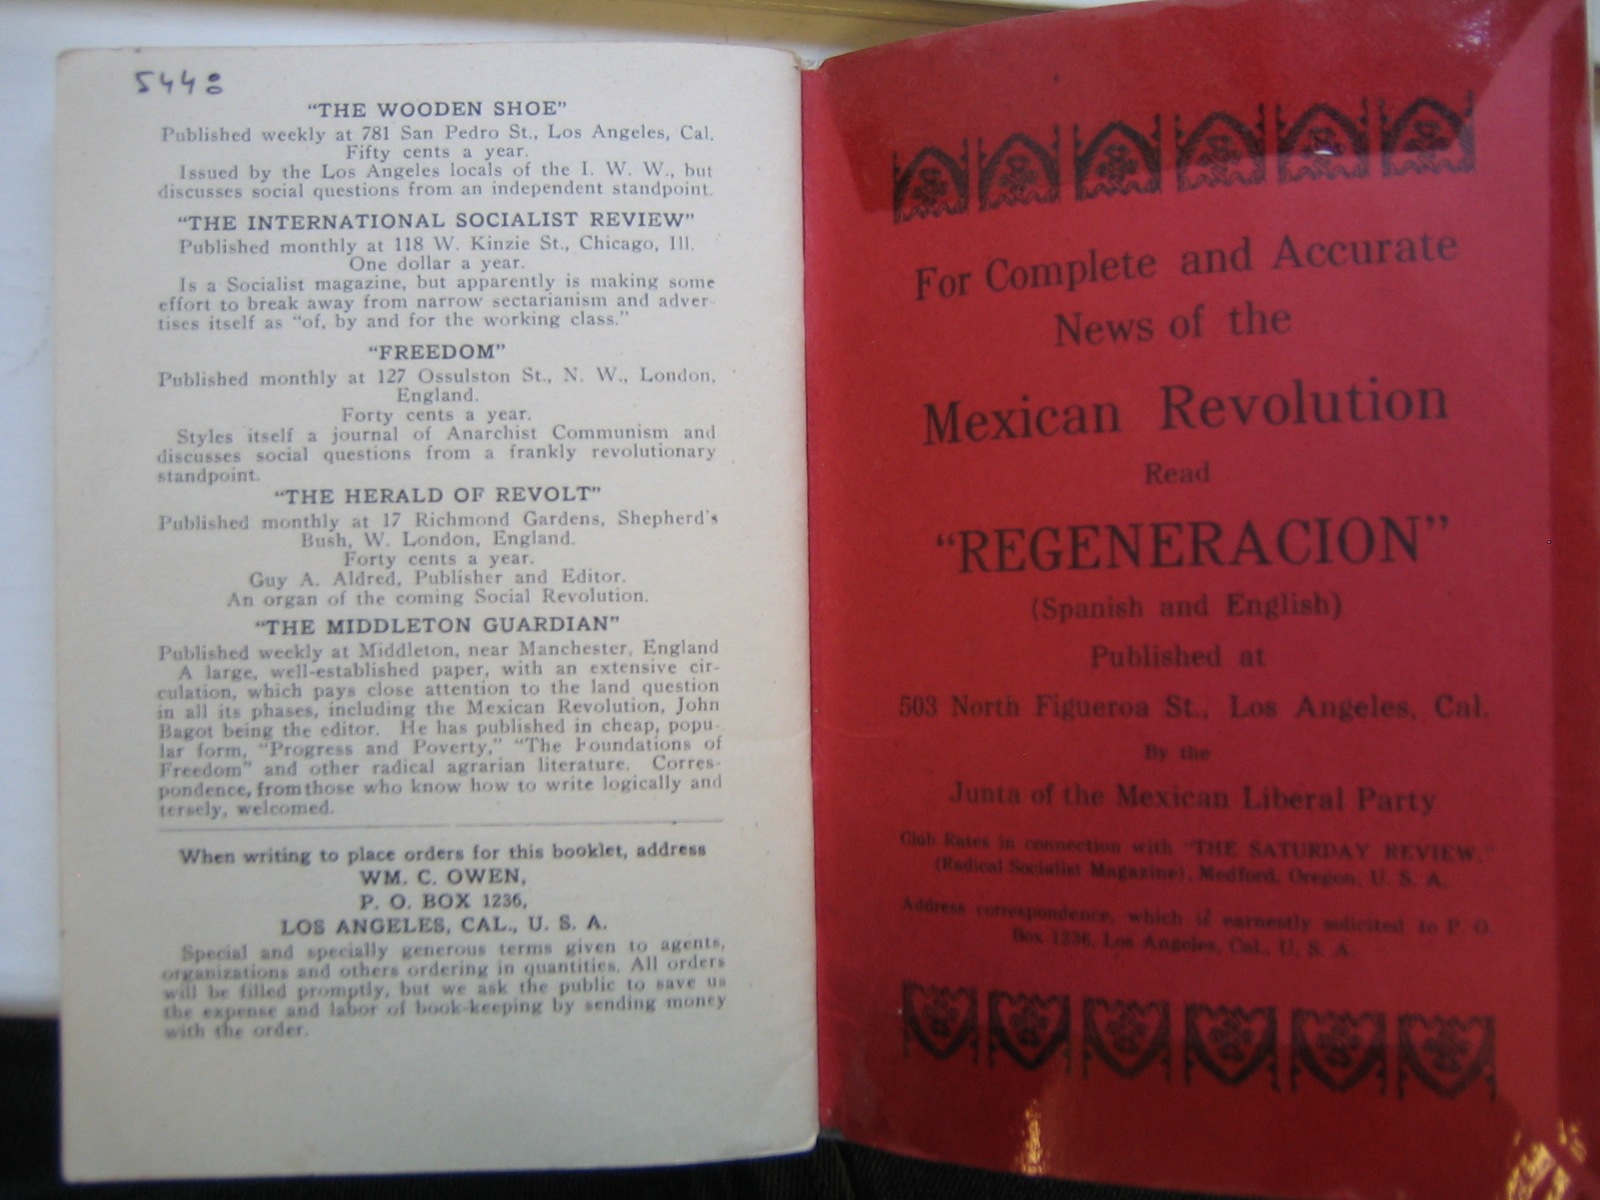 5448
"THE WOODEN SHOE"
Published weekly at 781 San Pedro St., Los Angeles, Cal.
Fifty cents a year.
Issued by the Los Angeles locals of the I. W. W., but
discusses social questions from an independent standpoint.
"THE INTERNATIONAL SOCIALIST REVIEW"
Published monthly at 118 W. Kinzie St., Chicago, Ill.
One dollar a year.
Is a Socialist magazine, but apparently is making some
effort to break away from narrow sectarianism and adver-
tises itself as "of, by and for the working class."
"FREEDOM"
Published monthly at 127 Ossulston St., N. W., London,
England.
Forty cents a year.
Styles itself a journal of Anarchist Communism and
discusses social questions from a frankly revolutionary
standpoint.
"THE HERALD OF REVOLT"
Published monthly at 17 Richmond Gardens, Shepherd's
Bush, W. London, England.
Forty cents a year.
Guy A. Aldred, Publisher and Editor.
An organ of the coming Social Revolution.
"THE MIDDLETON GUARDIAN"
Published weekly at Middleton, near Manchester, England
A large, well-established paper, with an extensive cir-
culation, which pays close attention to the land question
in all its phases, including the Mexican Revolution, John
Bagot being the editor. He has published in cheap, popu-
lar form, "Progress and Poverty," "The Foundations of
Freedom" and other radical agrarian literature. Corres-
pondence, from those who know how to write logically and
tersely, welcomed.
When writing to place orders for this booklet, address
WM. C. OWEN,
P. O. BOX 1236,
LOS ANGELES, CAL., U. S. A.
Special and specially generous terms given to agents,
organizations and others ordering in quantities. All orders
will be filled promptly, but we ask the public to save us
the expense and labor of book-keeping by sending money
with the order.
For Complete and Accurate
News of the
Mexican Revolution
Read
"REGENERACION"
(Spanish and English)
Published at
503 North Figueroa St., Los Angeles, Cal.
By the
Junta of the Mexican Liberal Party
Club Rates in connection with "THE SATURDAY REVIEW,"
(Radical Socialist Magazine), Medford, Oregon, U. S. A.
Address correspondence, which is earnestly solicited to P. O.
Box 1236, Los Angeles, Cal., U. S. A.